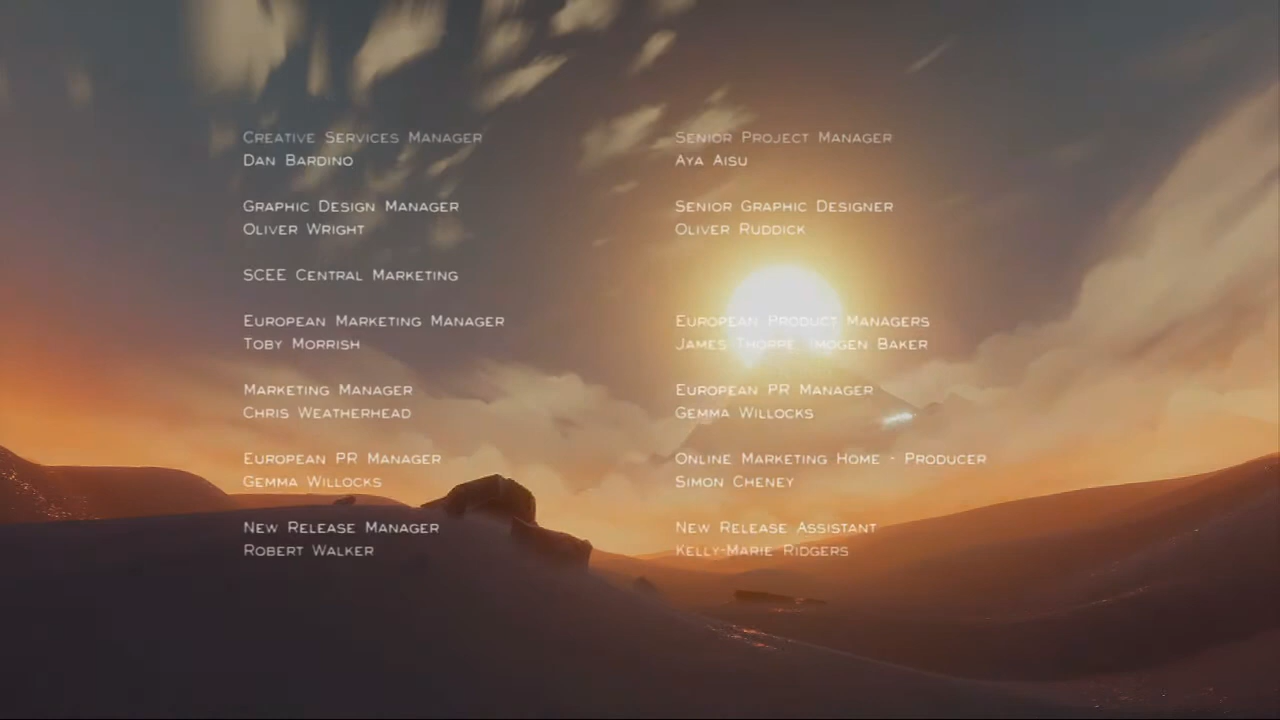 Creative Services Manager
Dan Bardino
Senior Project Manager
Aya Aisu
Graphic Design Manager
Oliver Wright
Senior Graphic Designer
Oliver Ruddick
SCEE Central Marketing
European Marketing Manager
Toby Morrish
European Product Managers
James Thorpe Imogen Baker
Marketing Manager
Chris Weatherhead
European PR Manager
Gemma Willocks
European PR Manager
Gemma Willocks
Online Marketing Home - Producer
Simon Cheney
New Release Manager
Robert Walker
New Release Assistant
Kelly-Marie Ridgers